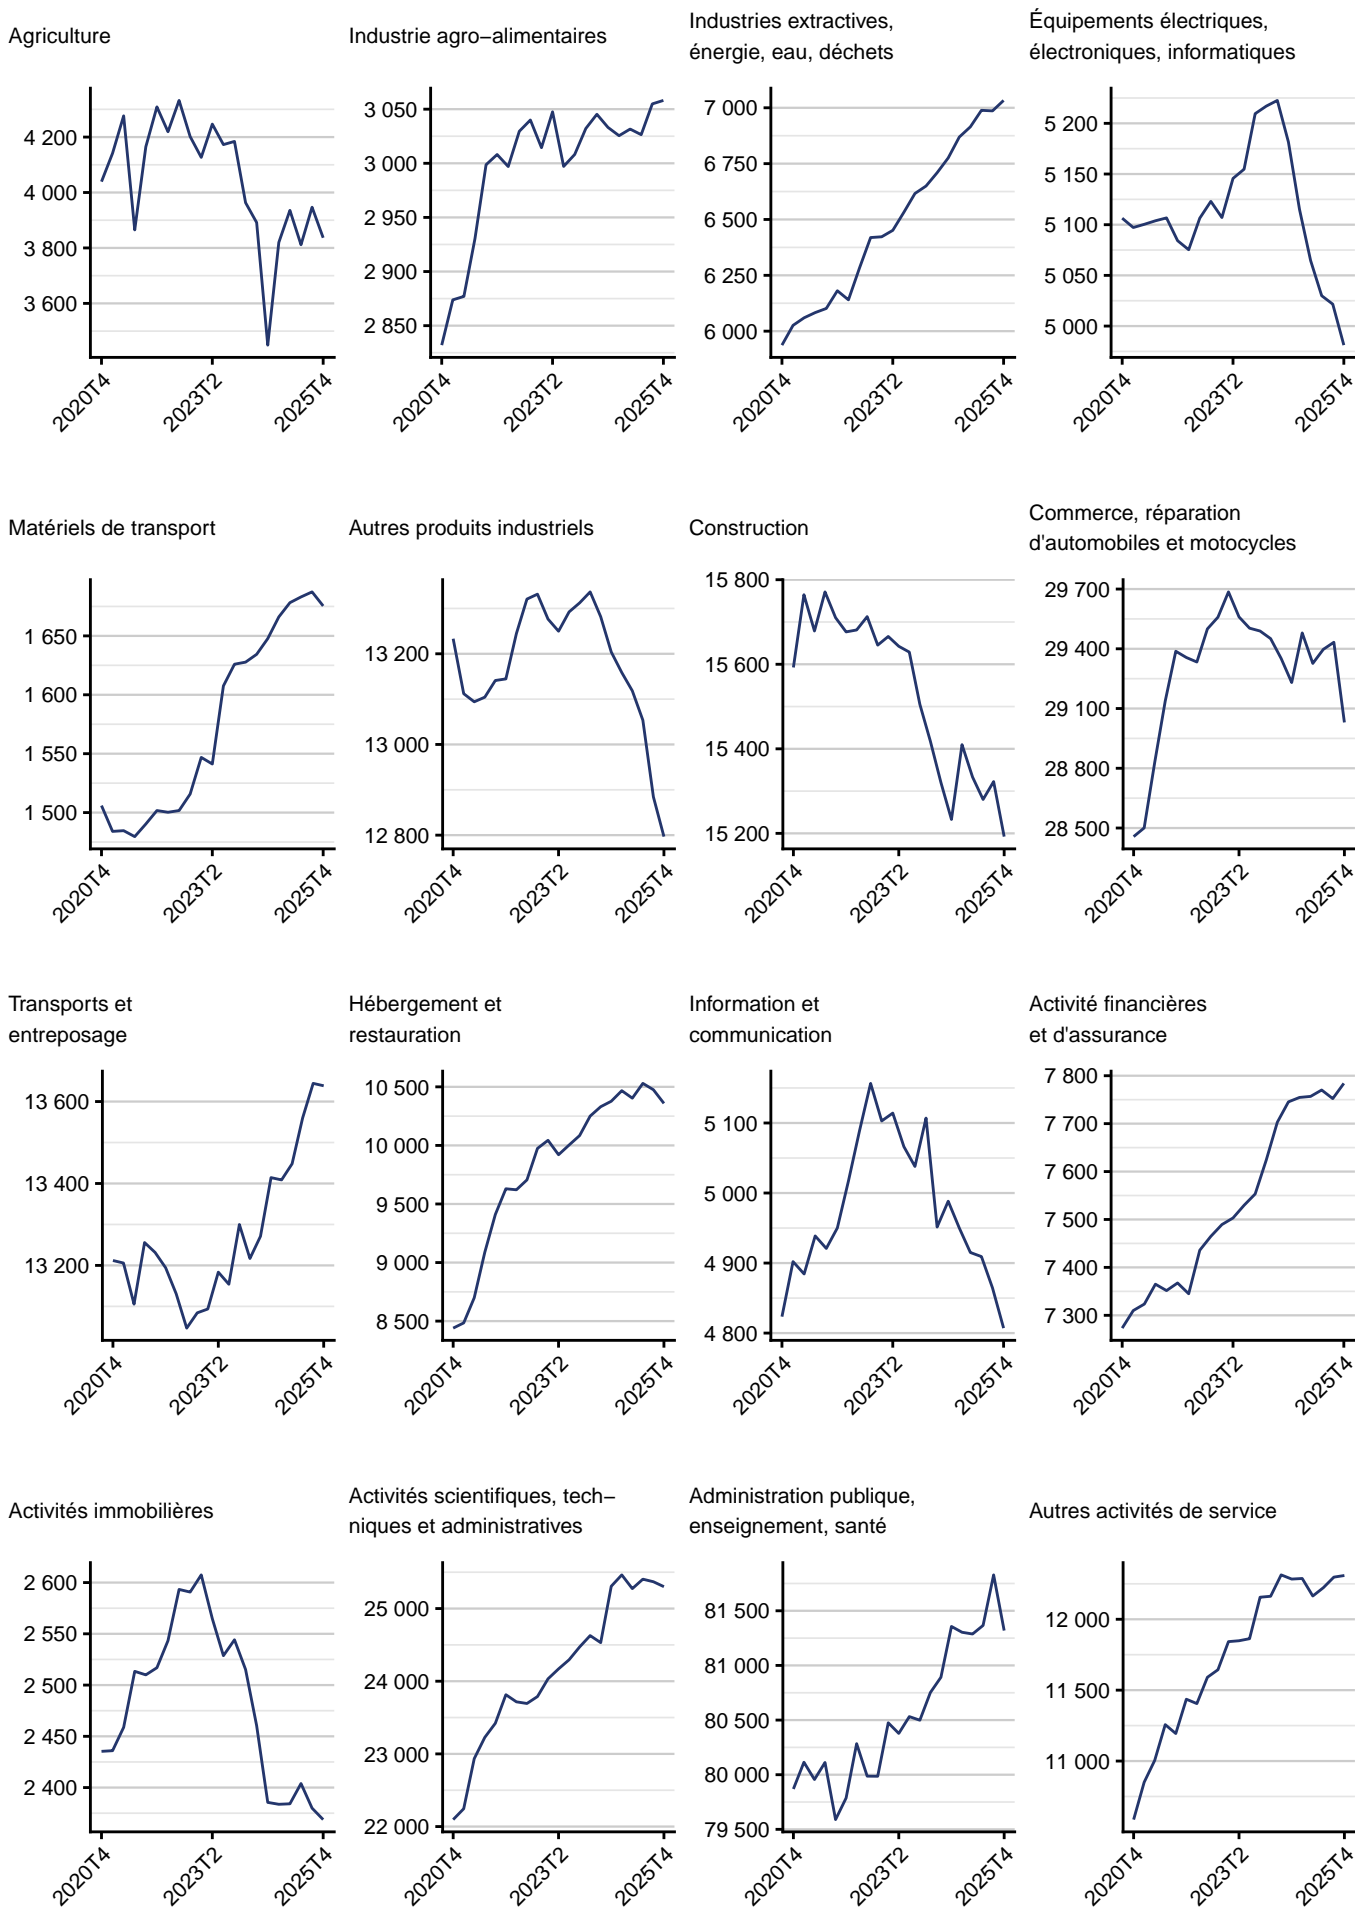 Agriculture
4 200
4 000
3 800
3 600
2020T4
2023T2
2025T4
Industrie agro−alimentaires
3 050
3 000
2 950
2 900
2 850
2020T4
2023T2
2025T4
Industries extractives,
énergie, eau, déchets
7 000
6 750
6 500
6 250
6 000
2020T4
2023T2
2025T4
Équipements électriques,
électroniques, informatiques
5 200
5 150
5 100
5 050
5 000
2020T4
2023T2
2025T4
Matériels de transport
1 650
1 600
1 550
1 500
2020T4
2023T2
2025T4
Autres produits industriels
13 200
13 000
12 800
2020T4
2023T2
2025T4
Construction
15 800
15 600
15 400
15 200
2020T4
2023T2
2025T4
Commerce, réparation
d'automobiles et motocycles
29 700
29 400
29 100
28 800
28 500
2020T4
2023T2
2025T4
Transports et
entreposage
13 600
13 400
13 200
2020T4
2023T2
2025T4
Hébergement et
restauration
10 500
10 000
9 500
9 000
8 500
2020T4
2023T2
2025T4
Information et
communication
5 100
5 000
4 900
4 800
2020T4
2023T2
2025T4
Activité financières
et d'assurance
7 800
7 700
7 600
7 500
7 400
7 300
2020T4
2023T2
2025T4
Activités immobilières
2 600
2 550
2 500
2 450
2 400
2020T4
2023T2
2025T4
Activités scientifiques, tech−
niques et administratives
25 000
24 000
23 000
22 000
2020T4
2023T2
2025T4
Administration publique,
enseignement, santé
81 500
81 000
80 500
80 000
79 500
2020T4
2023T2
2025T4
Autres activités de service
12 000
11 500
11 000
2020T4
2023T2
2025T4